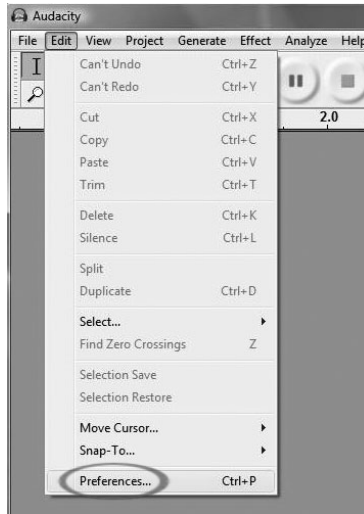 Audacity
File Edit View Project Generate Effect Analyze Help
Can't Undo Ctrl+Z
Can't Redo Ctrl+Y
2.0
Cut Ctrl+X
Copy Ctrl+C
Paste Ctrl+V
Trim Ctrl+T
Delete Ctrl+K
Silence Ctrl+L
Split
Duplicate Ctrl+D
Select...
Find Zero Crossings Z
Selection Save
Selection Restore
Move Cursor...
Snap-To...
Preferences... Ctrl+P